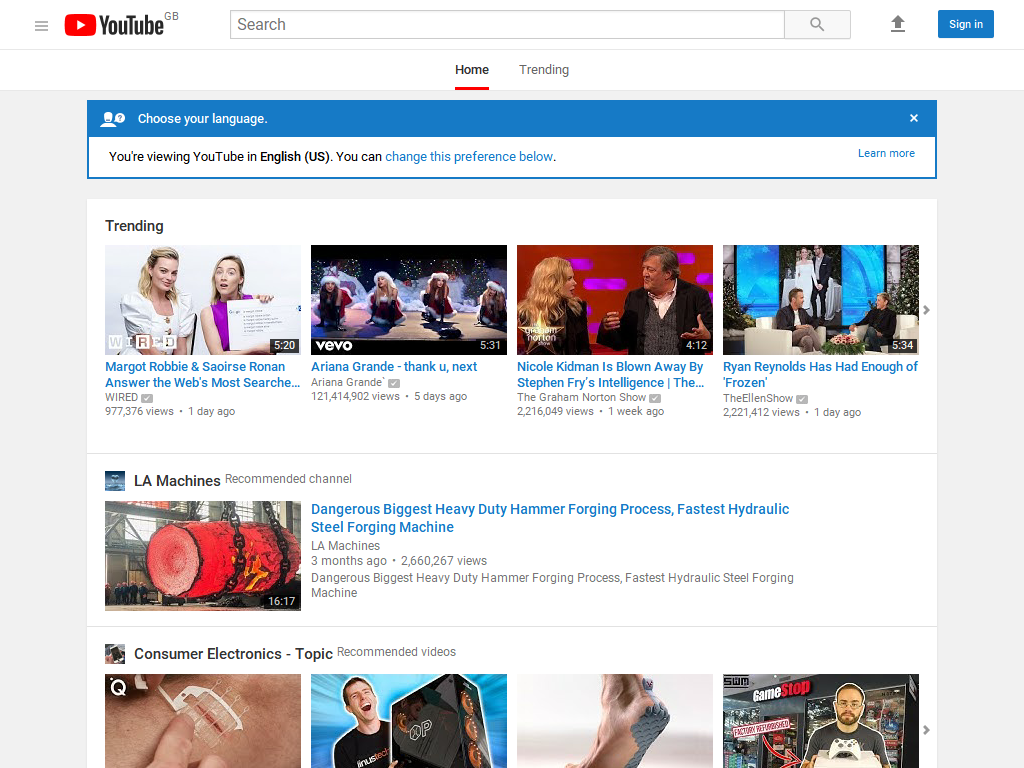 YouTube GB
Search
Sign in
Home
Trending
Choose your language.
×
You're viewing YouTube in English (US). You can change this preference below.
Learn more
Trending
WIRED
5:20
vevo
5:31
the graham norton show
4:12
5:34
Margot Robbie & Saoirse Ronan
Answer the Web's Most Searche...
WIRED
977,376 views • 1 day ago
Ariana Grande - thank u, next
Ariana Grande`
121,414,902 views • 5 days ago
Nicole Kidman Is Blown Away By
Stephen Fry’s Intelligence | The...
The Graham Norton Show
2,216,049 views • 1 week ago
Ryan Reynolds Has Had Enough of
'Frozen'
TheEllenShow
2,221,412 views • 1 day ago
LA Machines Recommended channel
16:17
Dangerous Biggest Heavy Duty Hammer Forging Process, Fastest Hydraulic
Steel Forging Machine
LA Machines
3 months ago • 2,660,267 views
Dangerous Biggest Heavy Duty Hammer Forging Process, Fastest Hydraulic Steel Forging
Machine
Consumer Electronics - Topic Recommended videos
Q
linustech
OP
GameStop
FACTORY REFURBISHED